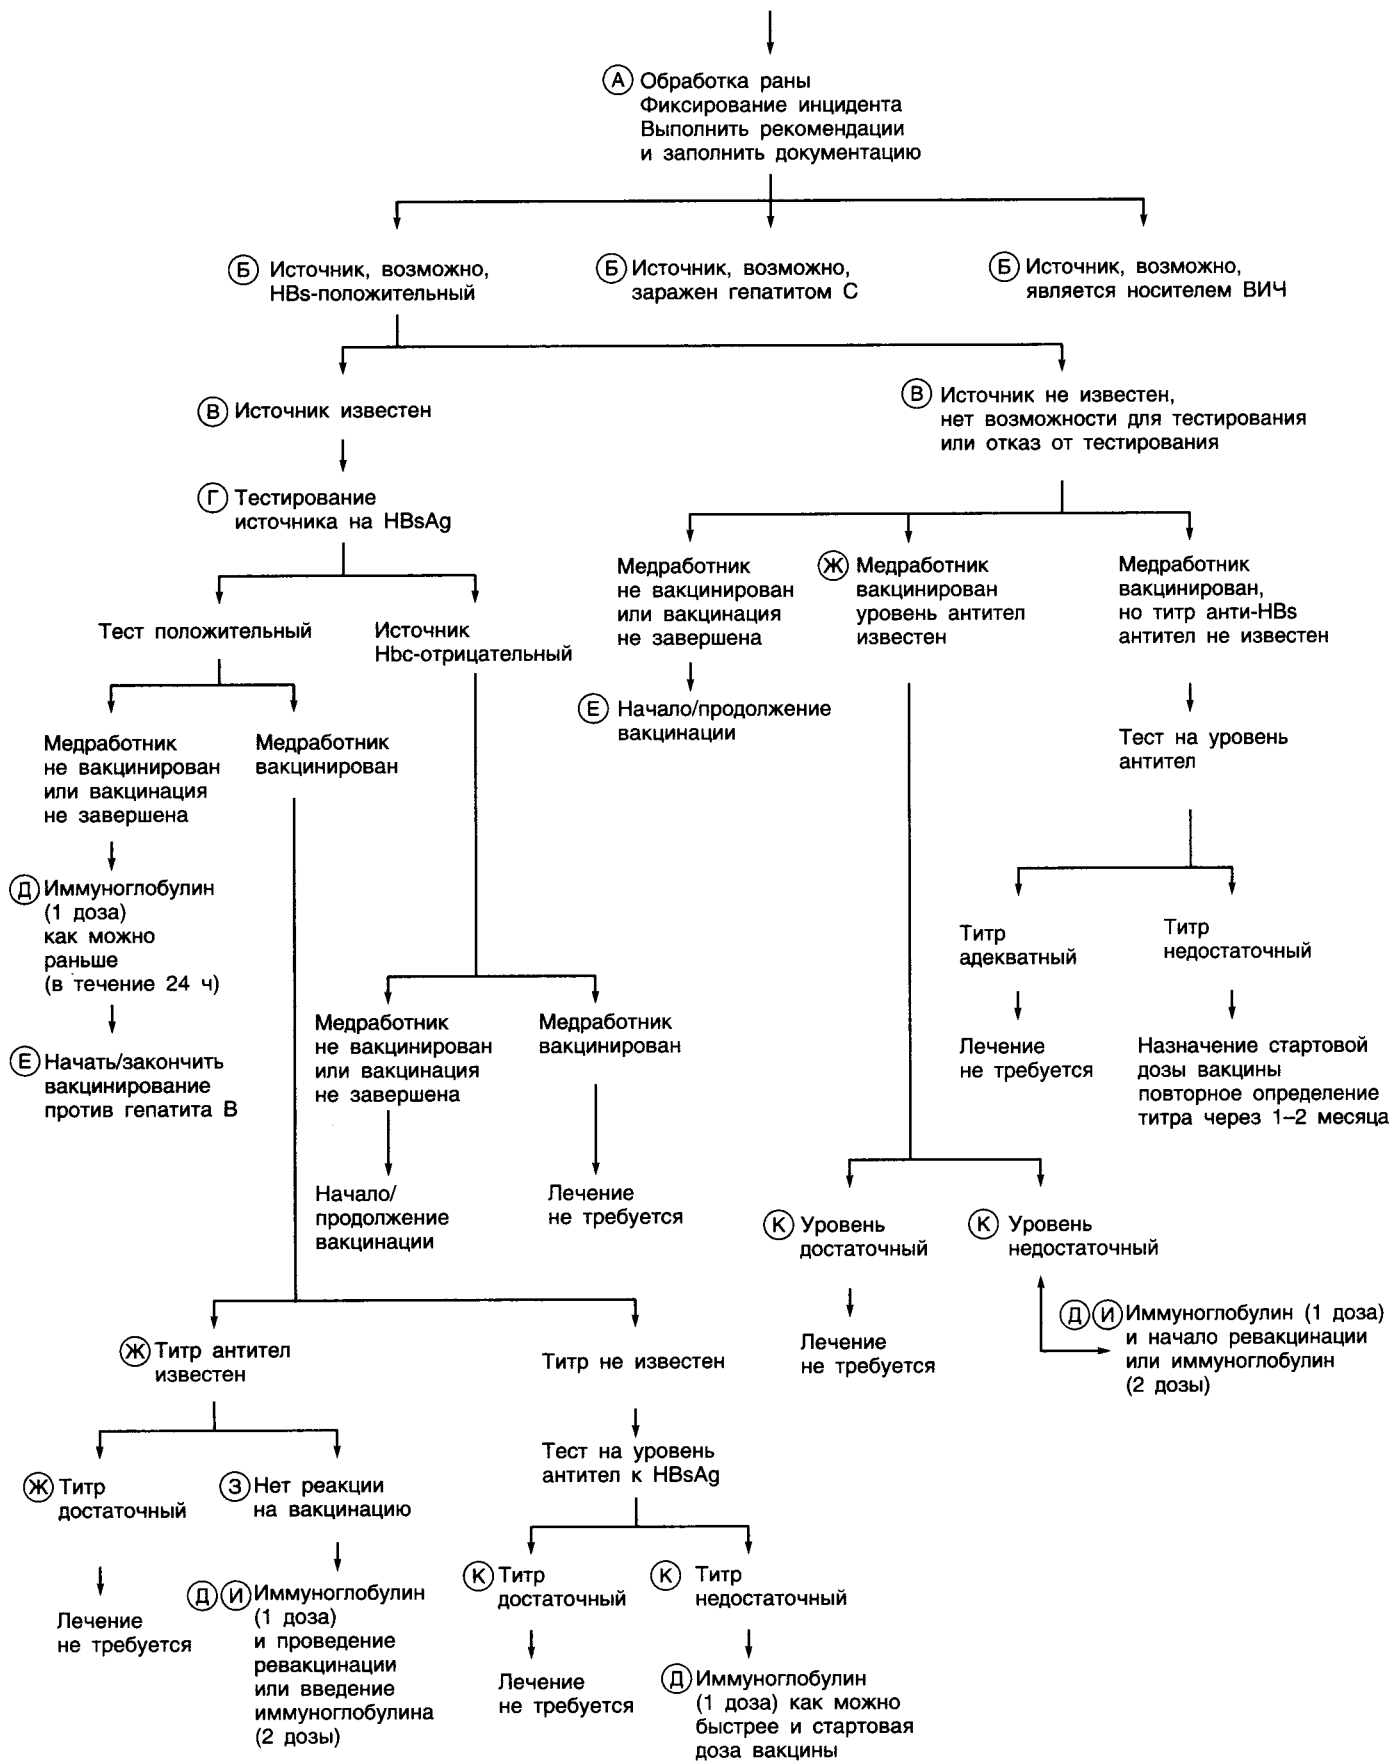 А Обработка раны
Фиксирование инцидента
Выполнить рекомендации
и заполнить документацию
Б Источник, возможно,
HBs-положительный
Б Источник, возможно,
заражен гепатитом С
Б Источник, возможно,
является носителем ВИЧ
В Источник известен
В Источник не известен,
нет возможности для тестирования
или отказ от тестирования
Г Тестирование
источника на HBsAg
Тест положительный
Источник
Hbc-отрицательный
Медработник
не вакцинирован
или вакцинация
не завершена
Ж Медработник
вакцинирован
уровень антител
известен
Медработник
вакцинирован,
но титр анти-HBs
антител не известен
Е Начало/продолжение
вакцинации
Тест на уровень
антител
Медработник
не вакцинирован
или вакцинация
не завершена
Медработник
вакцинирован
Д Иммуноглобулин
(1 доза)
как можно
раньше
(в течение 24 ч)
Е Начать/закончить
вакцинирование
против гепатита В
Титр
адекватный
Титр
недостаточный
Лечение
не требуется
Назначение стартовой
дозы вакцины
повторное определение
титра через 1–2 месяца
Медработник
не вакцинирован
или вакцинация
не завершена
Медработник
вакцинирован
Начало/
продолжение
вакцинации
Лечение
не требуется
К Уровень
достаточный
К Уровень
недостаточный
Лечение
не требуется
Д И Иммуноглобулин (1 доза)
и начало ревакцинации
или иммуноглобулин
(2 дозы)
Ж Титр антител
известен
Титр не известен
Ж Титр
достаточный
З Нет реакции
на вакцинацию
Тест на уровень
антител к HBsAg
Лечение
не требуется
Д И Иммуноглобулин
(1 доза)
и проведение
ревакцинации
или введение
иммуноглобулина
(2 дозы)
К Титр
достаточный
К Титр
недостаточный
Лечение
не требуется
Д Иммуноглобулин
(1 доза) как можно
быстрее и стартовая
доза вакцины